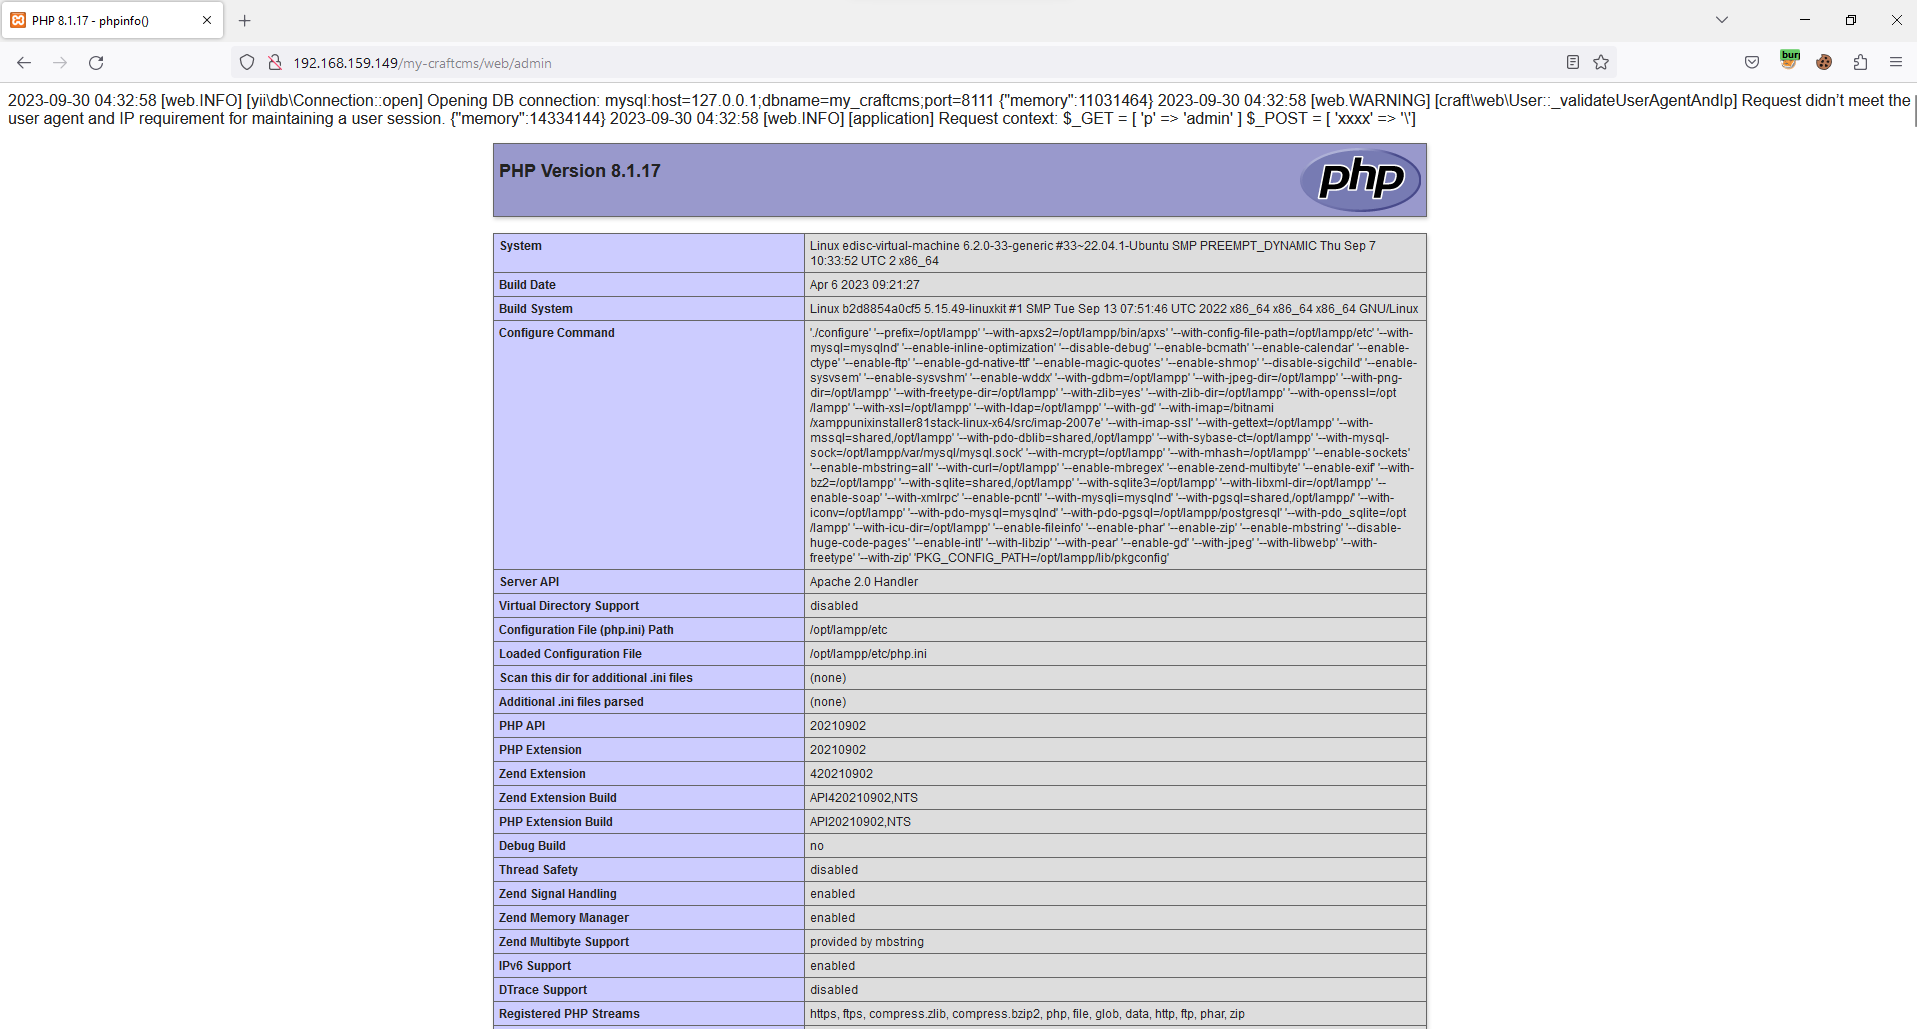 PHP 8.1.17 - phpinfo()
192.168.159.149/my-craftcms/web/admin
2023-09-30 04:32:58 [web.INFO] [yii\db\Connection::open] Opening DB connection: mysql:host=127.0.0.1;dbname=my_craftcms;port=8111 {"memory":11031464} 2023-09-30 04:32:58 [web.WARNING] [craft\web\User::_validateUserAgentAndIp] Request didn’t meet the
user agent and IP requirement for maintaining a user session. {"memory":14334144} 2023-09-30 04:32:58 [web.INFO] [application] Request context: $_GET = [ 'p' => 'admin' ] $_POST = [ 'xxxx' => '\']
PHP Version 8.1.17
php
System
Linux edisc-virtual-machine 6.2.0-33-generic #33~22.04.1-Ubuntu SMP PREEMPT_DYNAMIC Thu Sep 7
10:33:52 UTC 2 x86_64
Build Date
Apr 6 2023 09:21:27
Build System
Linux b2d8854a0cf5 5.15.49-linuxkit #1 SMP Tue Sep 13 07:51:46 UTC 2022 x86_64 x86_64 x86_64 GNU/Linux
Configure Command
'./configure' '--prefix=/opt/lampp' '--with-apxs2=/opt/lampp/bin/apxs' '--with-config-file-path=/opt/lampp/etc' '--with-
mysql=mysqlnd' '--enable-inline-optimization' '--disable-debug' '--enable-bcmath' '--enable-calendar' '--enable-
ctype' '--enable-ftp' '--enable-gd-native-ttf' '--enable-magic-quotes' '--enable-shmop' '--disable-sigchild' '--enable-
sysvsem' '--enable-sysvshm' '--enable-wddx' '--with-gdbm=/opt/lampp' '--with-jpeg-dir=/opt/lampp' '--with-png-
dir=/opt/lampp' '--with-freetype-dir=/opt/lampp' '--with-zlib=yes' '--with-zlib-dir=/opt/lampp' '--with-openssl=/opt
/lampp' '--with-xsl=/opt/lampp' '--with-ldap=/opt/lampp' '--with-gd' '--with-imap=/bitnami
/xamppunixinstaller81stack-linux-x64/src/imap-2007e' '--with-imap-ssl' '--with-gettext=/opt/lampp' '--with-
mssql=shared,/opt/lampp' '--with-pdo-dblib=shared,/opt/lampp' '--with-sybase-ct=/opt/lampp' '--with-mysql-
sock=/opt/lampp/var/mysql/mysql.sock' '--with-mcrypt=/opt/lampp' '--with-mhash=/opt/lampp' '--enable-sockets'
'--enable-mbstring=all' '--with-curl=/opt/lampp' '--enable-mbregex' '--enable-zend-multibyte' '--enable-exif' '--with-
bz2=/opt/lampp' '--with-sqlite=shared,/opt/lampp' '--with-sqlite3=/opt/lampp' '--with-libxml-dir=/opt/lampp' '--
enable-soap' '--with-xmlrpc' '--enable-pcntl' '--with-mysqli=mysqlnd' '--with-pgsql=shared,/opt/lampp/' '--with-
iconv=/opt/lampp' '--with-pdo-mysql=mysqlnd' '--with-pdo-pgsql=/opt/lampp/postgresql' '--with-pdo_sqlite=/opt
/lampp' '--with-icu-dir=/opt/lampp' '--enable-fileinfo' '--enable-phar' '--enable-zip' '--enable-mbstring' '--disable-
huge-code-pages' '--enable-intl' '--with-libzip' '--with-pear' '--enable-gd' '--with-jpeg' '--with-libwebp' '--with-
freetype' '--with-zip' 'PKG_CONFIG_PATH=/opt/lampp/lib/pkgconfig'
Server API
Apache 2.0 Handler
Virtual Directory Support
disabled
Configuration File (php.ini) Path
/opt/lampp/etc
Loaded Configuration File
/opt/lampp/etc/php.ini
Scan this dir for additional .ini files
(none)
Additional .ini files parsed
(none)
PHP API
20210902
PHP Extension
20210902
Zend Extension
420210902
Zend Extension Build
API420210902,NTS
PHP Extension Build
API20210902,NTS
Debug Build
no
Thread Safety
disabled
Zend Signal Handling
enabled
Zend Memory Manager
enabled
Zend Multibyte Support
provided by mbstring
IPv6 Support
enabled
DTrace Support
disabled
Registered PHP Streams
https, ftps, compress.zlib, compress.bzip2, php, file, glob, data, http, ftp, phar, zip